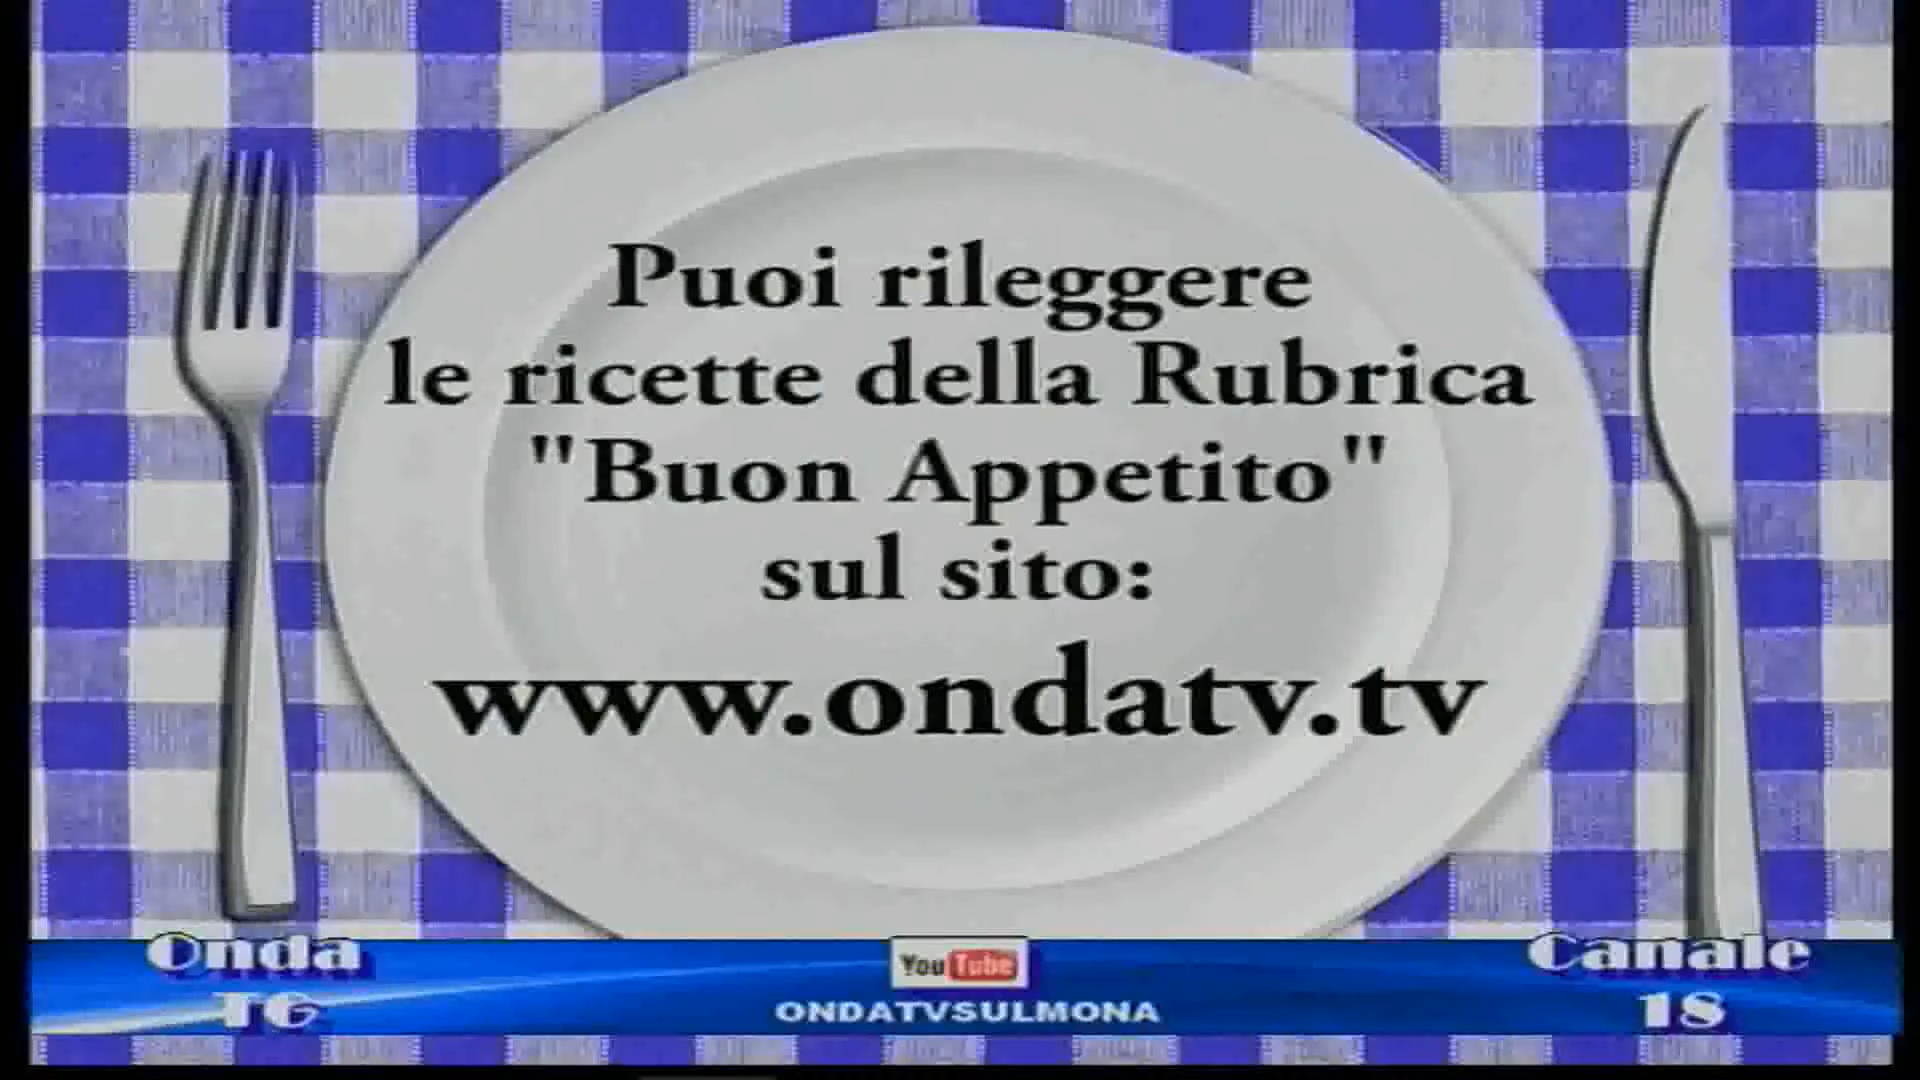 Puoi rileggere
le ricette della Rubrica
"Buon Appetito"
sul sito:
www.ondatv.tv
Onda
TG
YouTube
ONDATVSULMONA
Canale
18